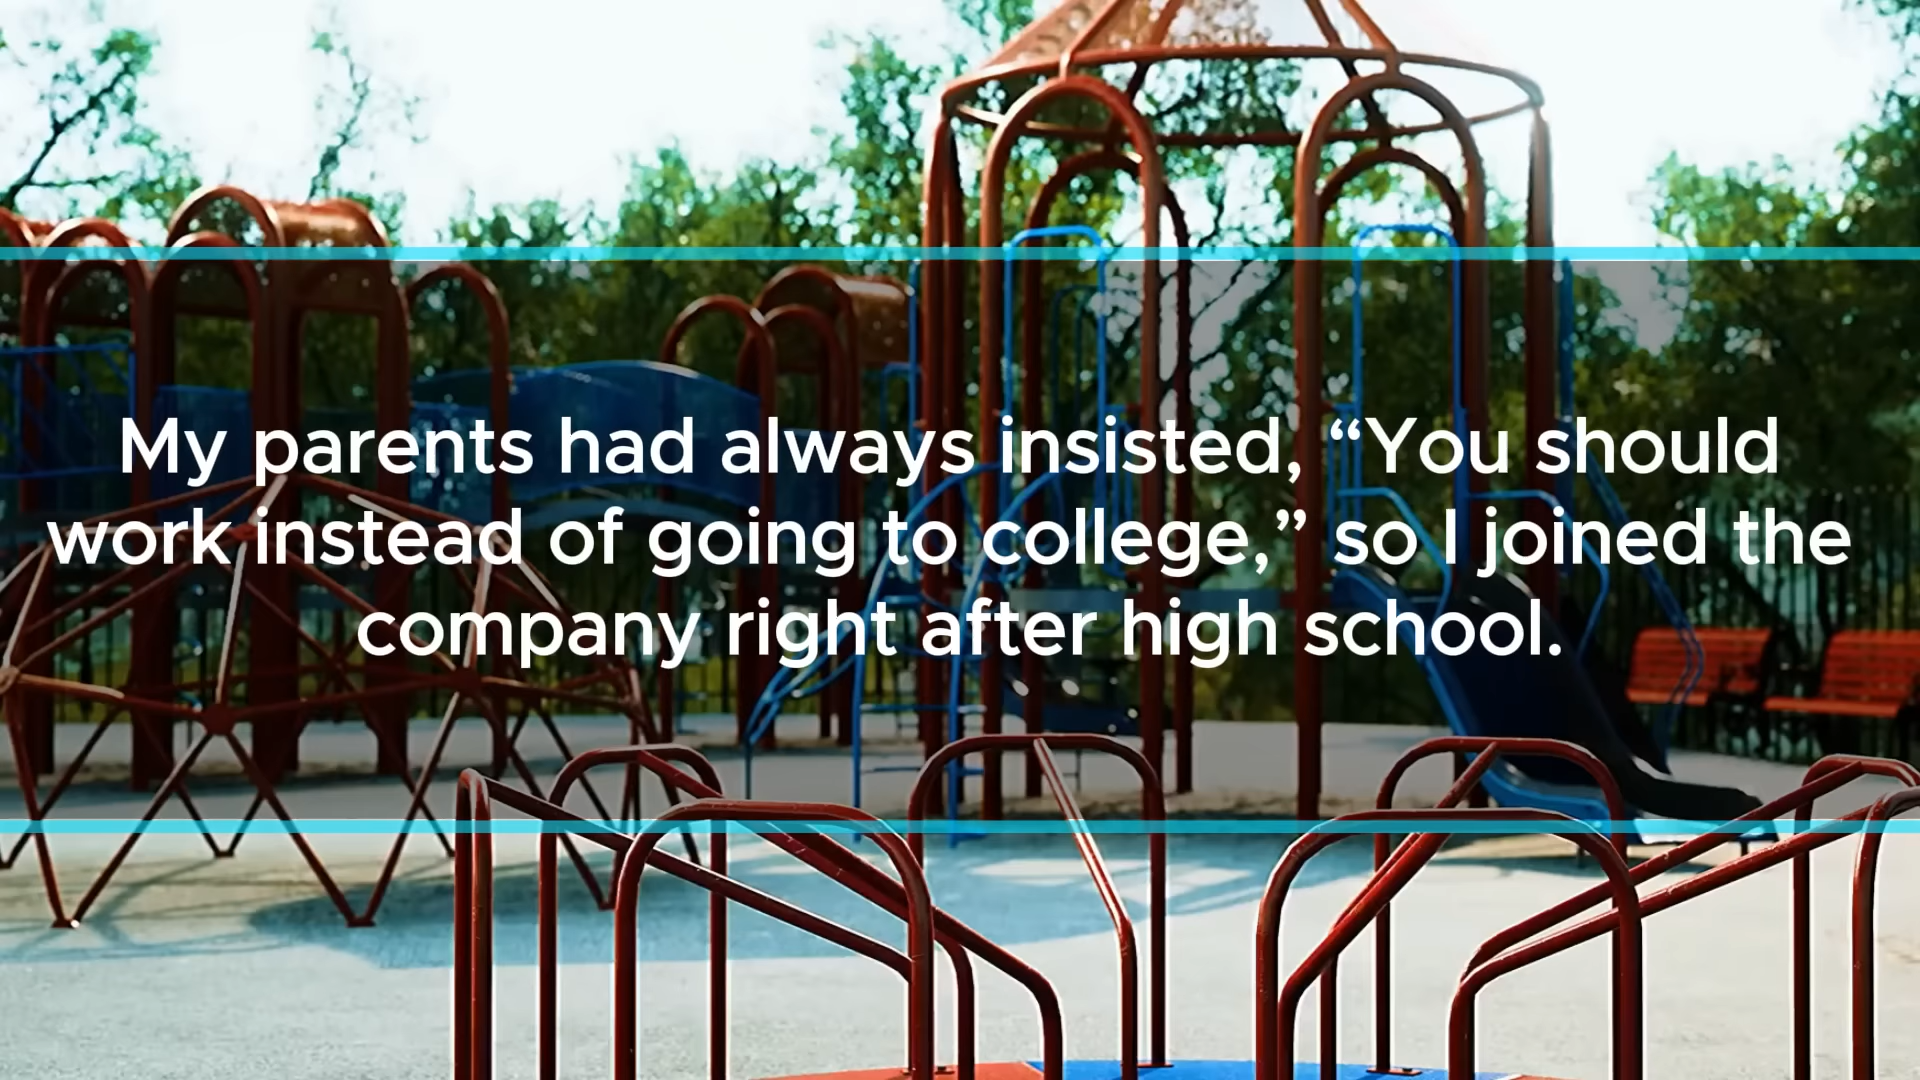 My parents had always insisted, “You should
work instead of going to college,” so I joined the
company right after high school.